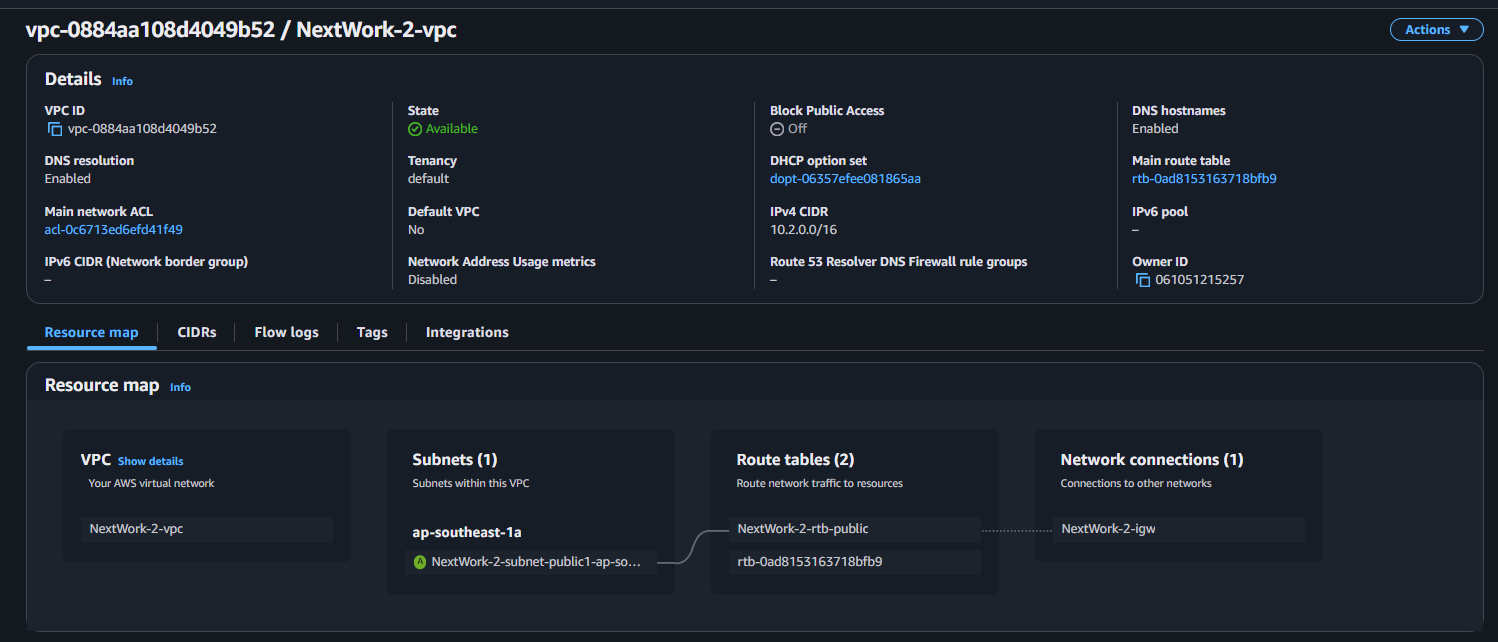 vpc-0884aa108d4049b52 / NextWork-2-vpc
Actions
Details Info
VPC ID
vpc-0884aa108d4049b52
State
Available
Block Public Access
Off
DNS hostnames
Enabled
DNS resolution
Enabled
Tenancy
default
DHCP option set
dopt-06357efee081865aa
Main route table
rtb-0ad8153163718bfb9
Main network ACL
acl-0c6713ed6efd41f49
Default VPC
No
IPv4 CIDR
10.2.0.0/16
IPv6 pool
–
IPv6 CIDR (Network border group)
–
Network Address Usage metrics
Disabled
Route 53 Resolver DNS Firewall rule groups
–
Owner ID
061051215257
Resource map
CIDRs
Flow logs
Tags
Integrations
Resource map Info
VPC Show details
Your AWS virtual network
NextWork-2-vpc
Subnets (1)
Subnets within this VPC
ap-southeast-1a
A NextWork-2-subnet-public1-ap-so...
Route tables (2)
Route network traffic to resources
NextWork-2-rtb-public
rtb-0ad8153163718bfb9
Network connections (1)
Connections to other networks
NextWork-2-igw